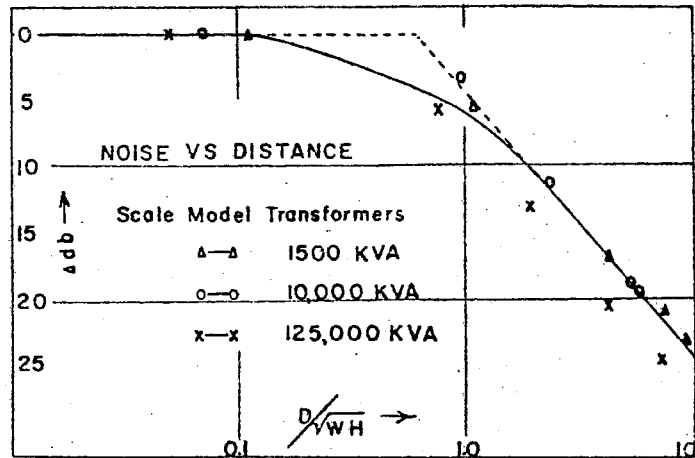 0
5
10
15
20
25
Δdb →
NOISE VS DISTANCE
Scale Model Transformers
Δ—Δ 1500 KVA
o—o 10,000 KVA
x—x 125,000 KVA
D/√WH →
0.1
1.0
10